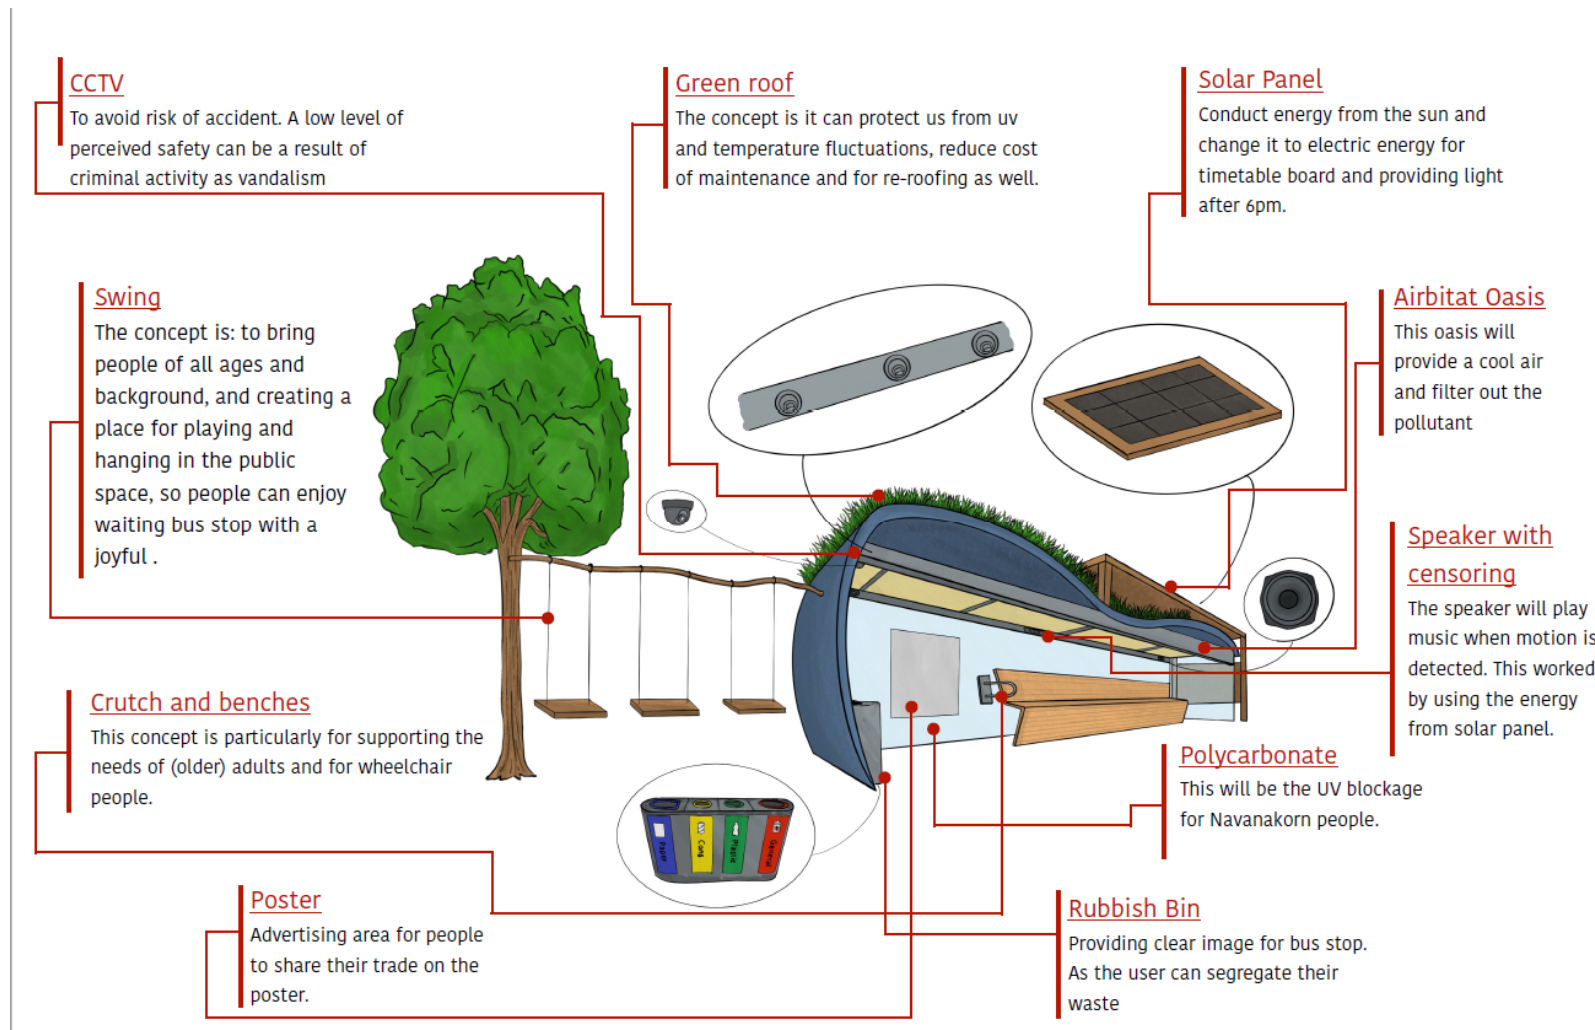 CCTV
To avoid risk of accident. A low level of
perceived safety can be a result of
criminal activity as vandalism
Green roof
The concept is it can protect us from uv
and temperature fluctuations, reduce cost
of maintenance and for re-roofing as well.
Solar Panel
Conduct energy from the sun and
change it to electric energy for
timetable board and providing light
after 6pm.
Swing
The concept is: to bring
people of all ages and
background, and creating a
place for playing and
hanging in the public
space, so people can enjoy
waiting bus stop with a
joyful .
Airbitat Oasis
This oasis will
provide a cool air
and filter out the
pollutant
Speaker with
censoring
The speaker will play
music when motion is
detected. This worked
by using the energy
from solar panel.
Crutch and benches
This concept is particularly for supporting the
needs of (older) adults and for wheelchair
people.
Polycarbonate
This will be the UV blockage
for Navanakorn people.
Paper
Cans
Plastic
General
Poster
Advertising area for people
to share their trade on the
poster.
Rubbish Bin
Providing clear image for bus stop.
As the user can segregate their
waste